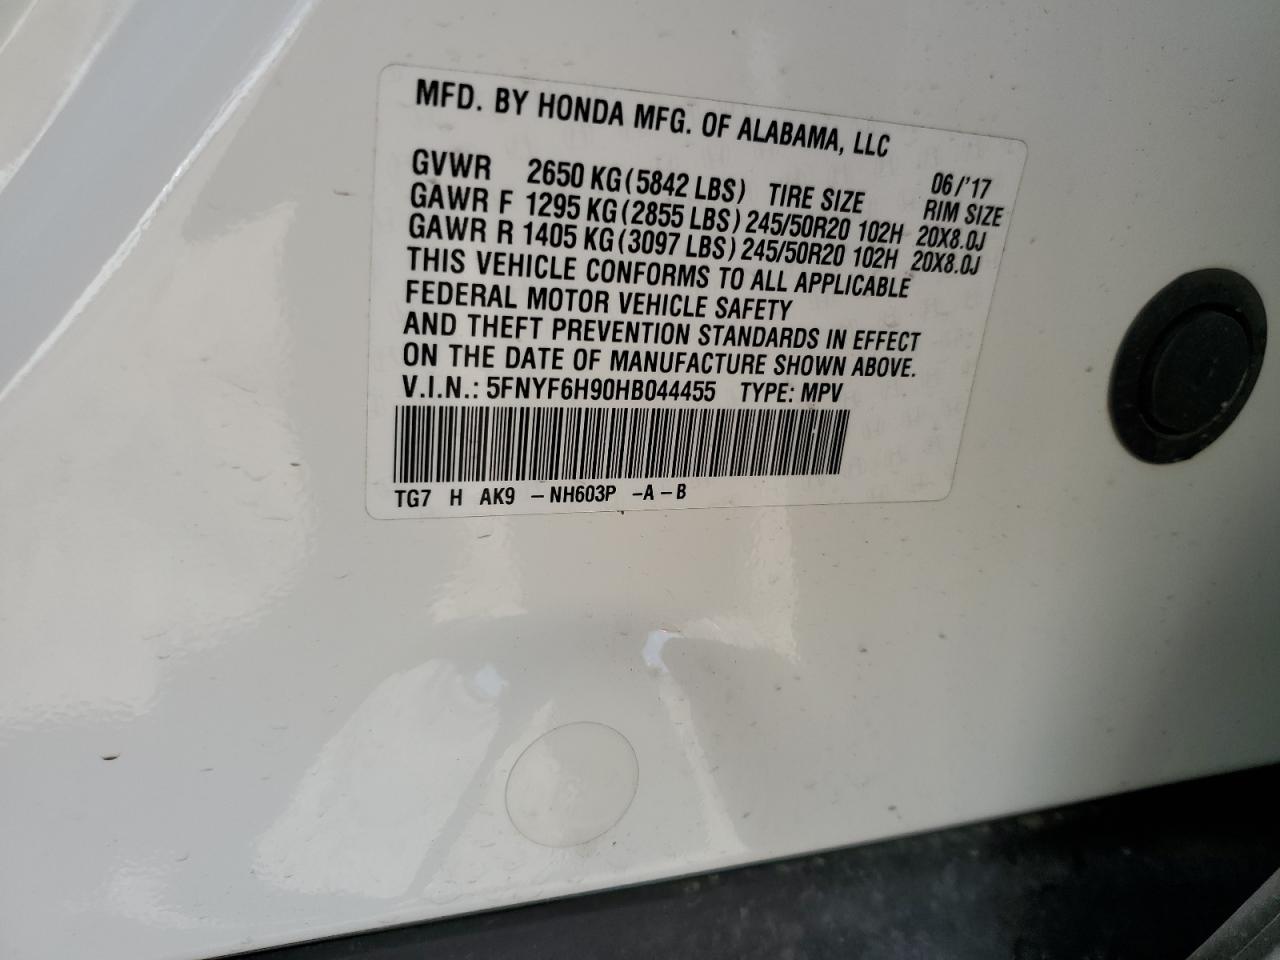 MFD. BY HONDA MFG. OF ALABAMA, LLC
06/'17
GVWR 2650 KG(5842 LBS) TIRE SIZE RIM SIZE
GAWR F 1295 KG(2855 LBS) 245/50R20 102H 20X8.0J
GAWR R 1405 KG(3097 LBS) 245/50R20 102H 20X8.0J
THIS VEHICLE CONFORMS TO ALL APPLICABLE
FEDERAL MOTOR VEHICLE SAFETY
AND THEFT PREVENTION STANDARDS IN EFFECT
ON THE DATE OF MANUFACTURE SHOWN ABOVE.
V.I.N.: 5FNYF6H90HB044455 TYPE: MPV
TG7 H AK9 -NH603P -A-B